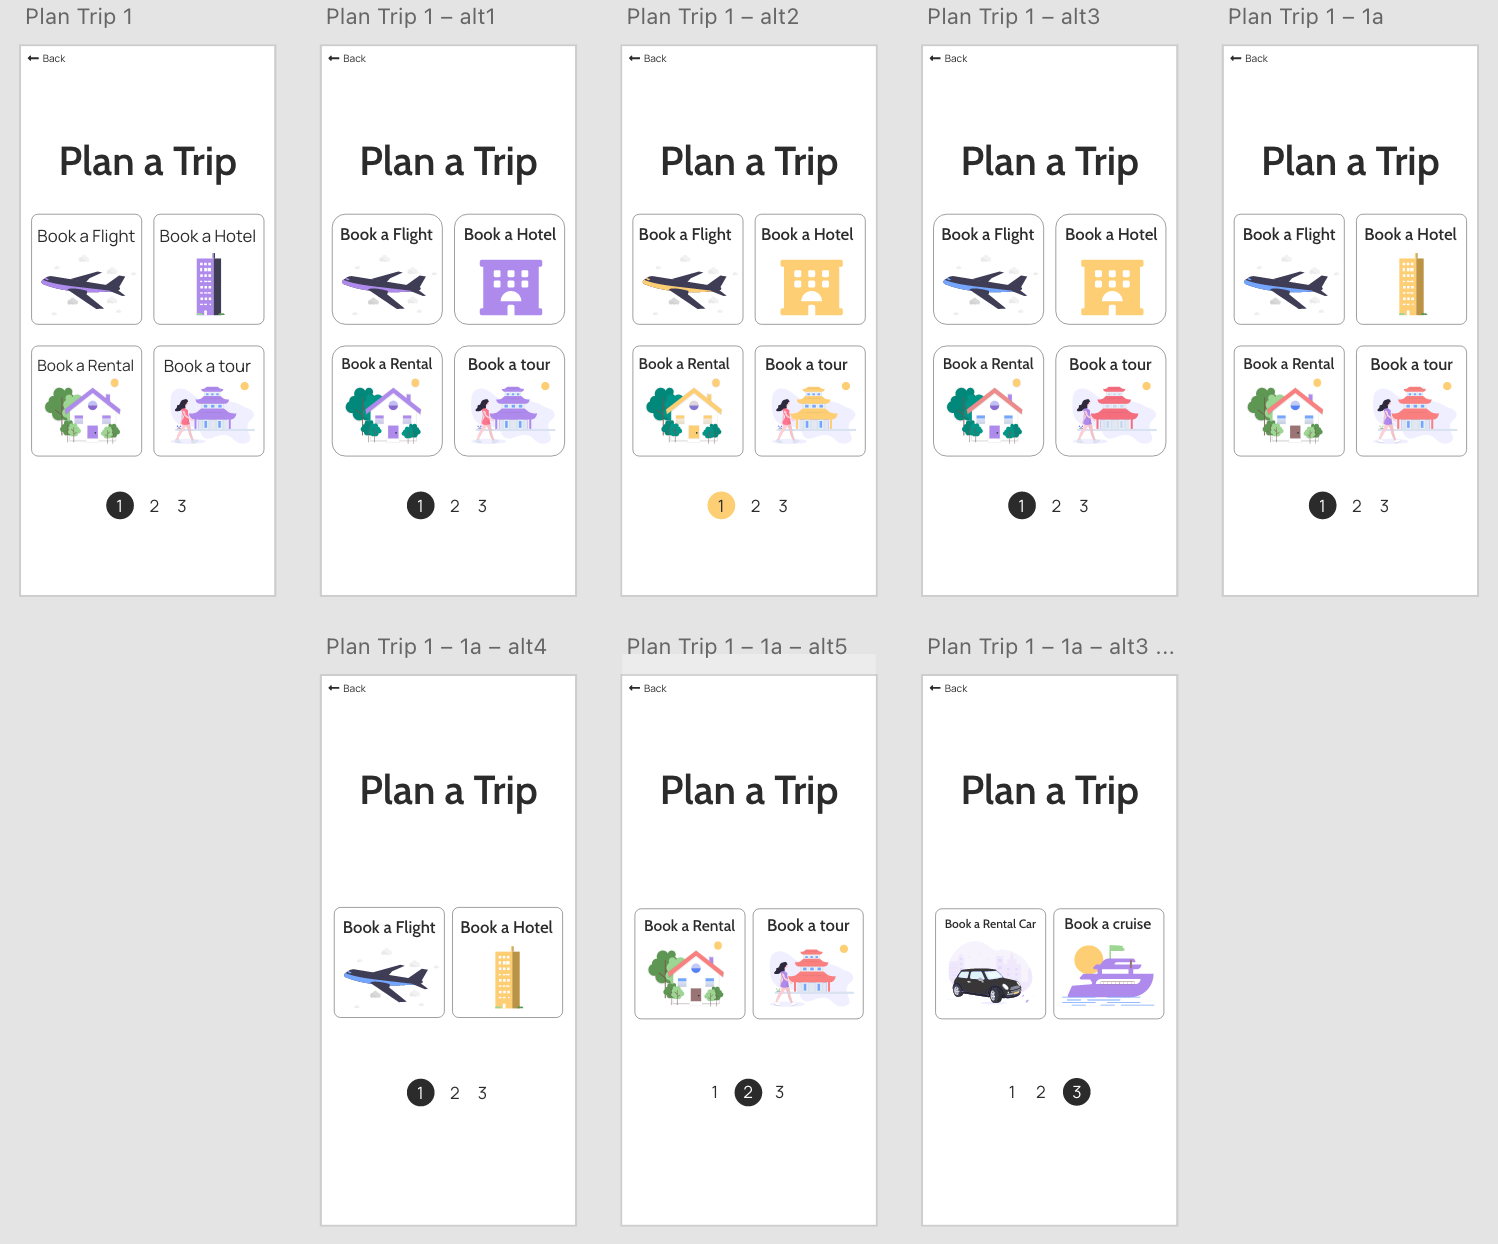 Plan Trip 1
Plan Trip 1 – alt1
Plan Trip 1 – alt2
Plan Trip 1 – alt3
Plan Trip 1 – 1a
← Back
← Back
← Back
← Back
← Back
Plan a Trip
Plan a Trip
Plan a Trip
Plan a Trip
Plan a Trip
Book a Flight
Book a Hotel
Book a Flight
Book a Hotel
Book a Flight
Book a Hotel
Book a Flight
Book a Hotel
Book a Flight
Book a Hotel
Book a Rental
Book a tour
Book a Rental
Book a tour
Book a Rental
Book a tour
Book a Rental
Book a tour
Book a Rental
Book a tour
1 2 3
1 2 3
1 2 3
1 2 3
1 2 3
Plan Trip 1 – 1a – alt4
Plan Trip 1 – 1a – alt5
Plan Trip 1 – 1a – alt3 ...
← Back
← Back
← Back
Plan a Trip
Plan a Trip
Plan a Trip
Book a Flight
Book a Hotel
Book a Rental
Book a tour
Book a Rental Car
Book a cruise
1 2 3
1 2 3
1 2 3